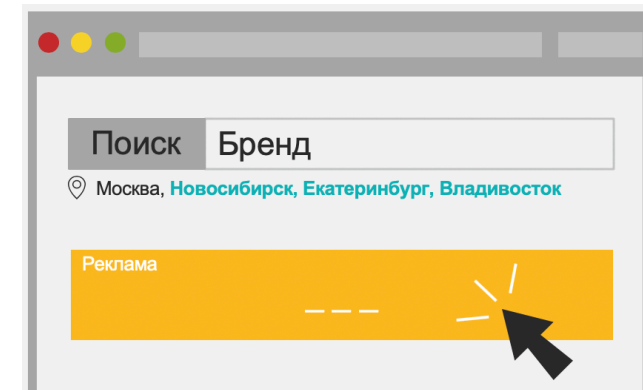 Поиск Бренд
Москва, Новосибирск, Екатеринбург, Владивосток
Реклама